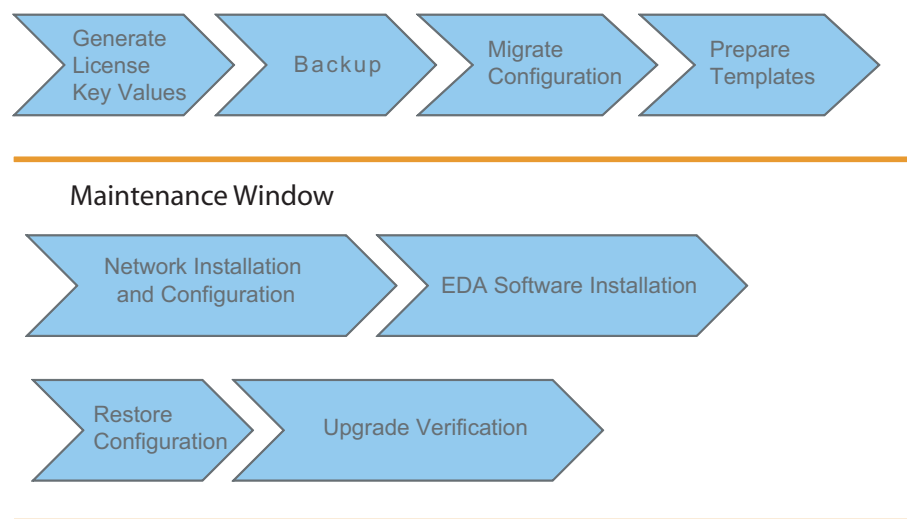 Generate
License
Key Values
Backup
Migrate
Configuration
Prepare
Templates
Maintenance Window
Network Installation
and Configuration
EDA Software Installation
Restore
Configuration
Upgrade Verification